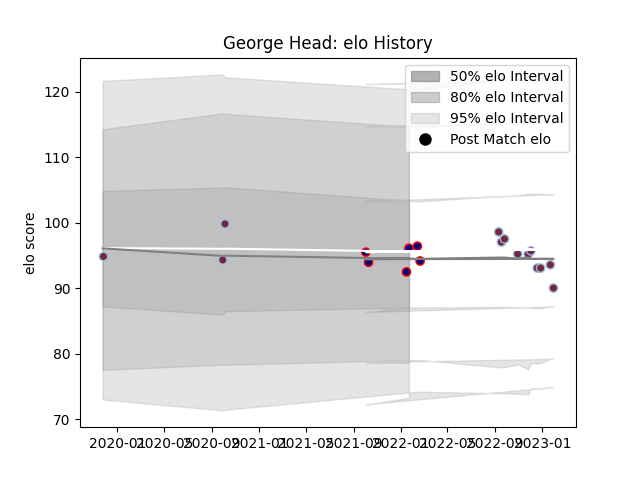 George Head: elo History
50% elo Interval
80% elo Interval
95% elo Interval
Post Match elo
elo score
120
110
100
90
80
70
2020-01 2020-05 2020-09 2021-01 2021-05 2021-09 2022-01 2022-05 2022-09 2023-01